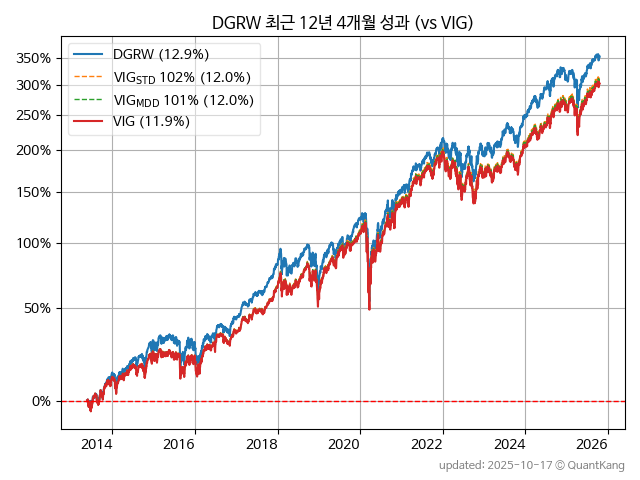 DGRW 최근 12년 4개월 성과 (vs VIG)
DGRW (12.9%)
VIG_STD 102% (12.0%)
VIG_MDD 101% (12.0%)
VIG (11.9%)
350%
300%
250%
200%
150%
100%
50%
0%
2014 2016 2018 2020 2022 2024 2026
updated: 2025-10-17 © QuantKang